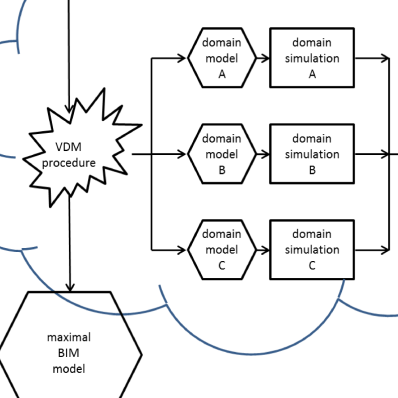 domain
model
A
domain
simulation
A
VDM
procedure
domain
model
B
domain
simulation
B
domain
model
C
domain
simulation
C
maximal
BIM
model